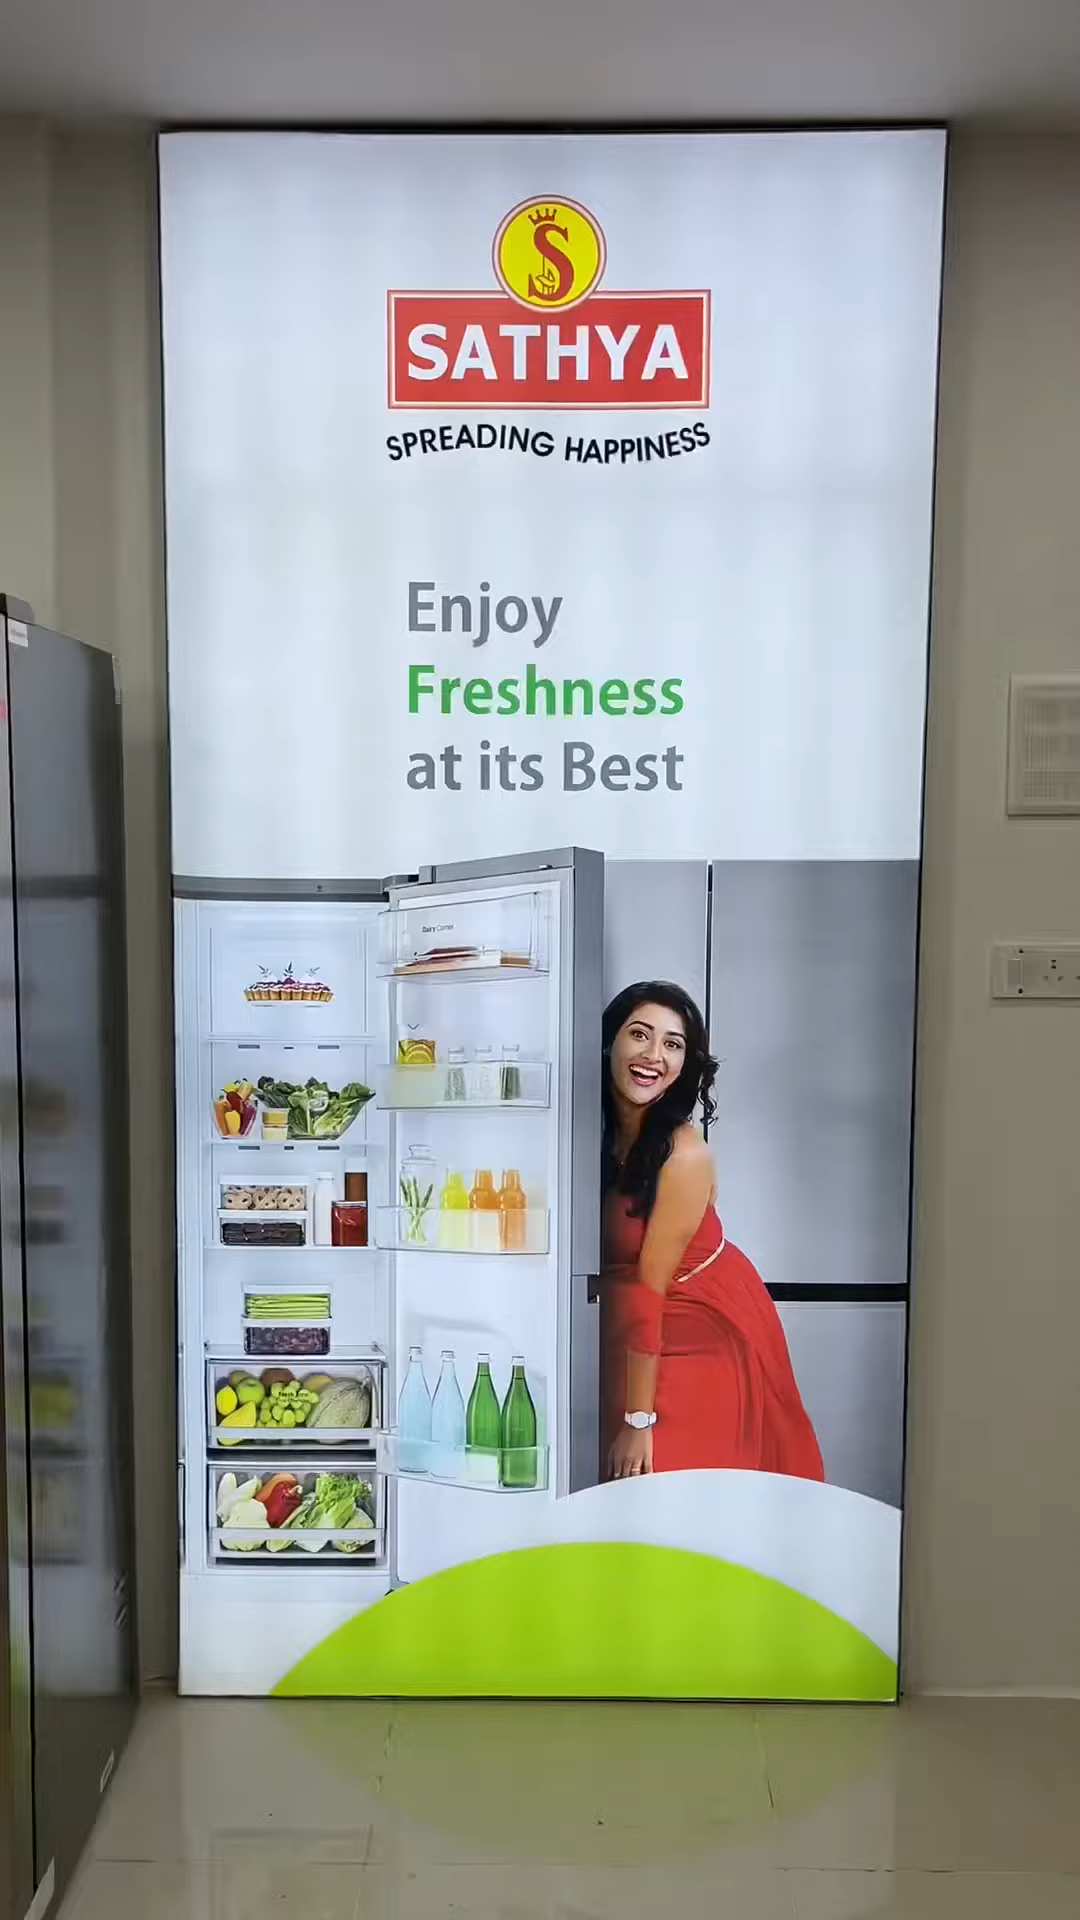 S
SATHYA
SPREADING HAPPINESS
Enjoy
Freshness
at its Best
Dairy Corner